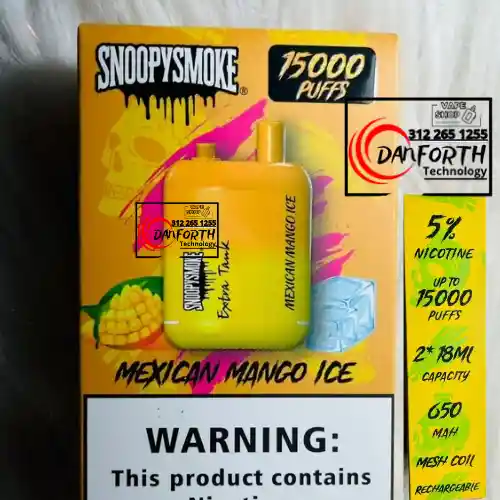 SNOOPYSMOKE®
15000
PUFFS
VAPE
SHOP
312 265 1255
DANFORTH
Technology
VAPE
SHOP
312 265 1255
DANFORTH
Technology
SNOOPYSMOKE
Extra Tank
MEXICAN MANGO ICE
MEXICAN MANGO ICE
WARNING:
This product contains
5%
NICOTINE
UP TO
15000
PUFFS
2*18ML
CAPACITY
650
MAH
MESH COIL
RECHARGEABLE